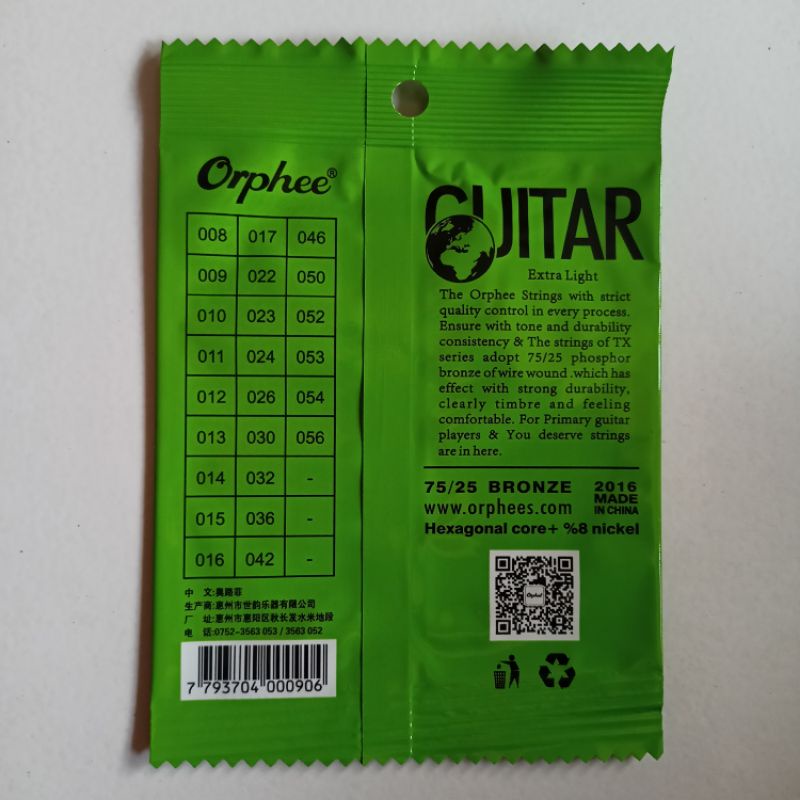 Orphee®
008 017 046
009 022 050
010 023 052
011 024 053
012 026 054
013 030 056
014 032 -
015 036 -
016 042 -
中 文:奥路菲
生产商:惠州市世韵乐器有限公司
厂 址:惠州市惠阳区秋长发水米地段
电 话:0752-3563 053 / 3563 052
7 793704 000906
GUITAR
Extra Light
The Orphee Strings with strict
quality control in every process.
Ensure with tone and durability
consistency & The strings of TX
series adopt 75/25 phosphor
bronze of wire wound .which has
effect with strong durability,
clearly timbre and feeling
comfortable. For Primary guitar
players & You deserve strings
are in here.
75/25 BRONZE
www.orphees.com
2016
MADE
IN CHINA
Hexagonal core+ %8 nickel
Orphee